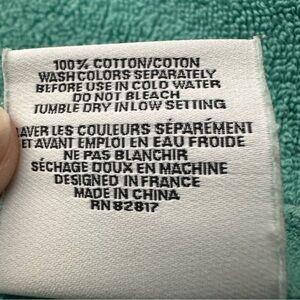 100% COTTON/COTON
WASH COLORS SEPARATELY
BEFORE USE IN COLD WATER
DO NOT BLEACH
TUMBLE DRY IN LOW SETTING
LAVER LES COULEURS SÉPARÉMENT
ET AVANT EMPLOI EN EAU FROIDE
NE PAS BLANCHIR
SÉCHAGE DOUX EN MACHINE
DESIGNED IN FRANCE
MADE IN CHINA
RN 82817